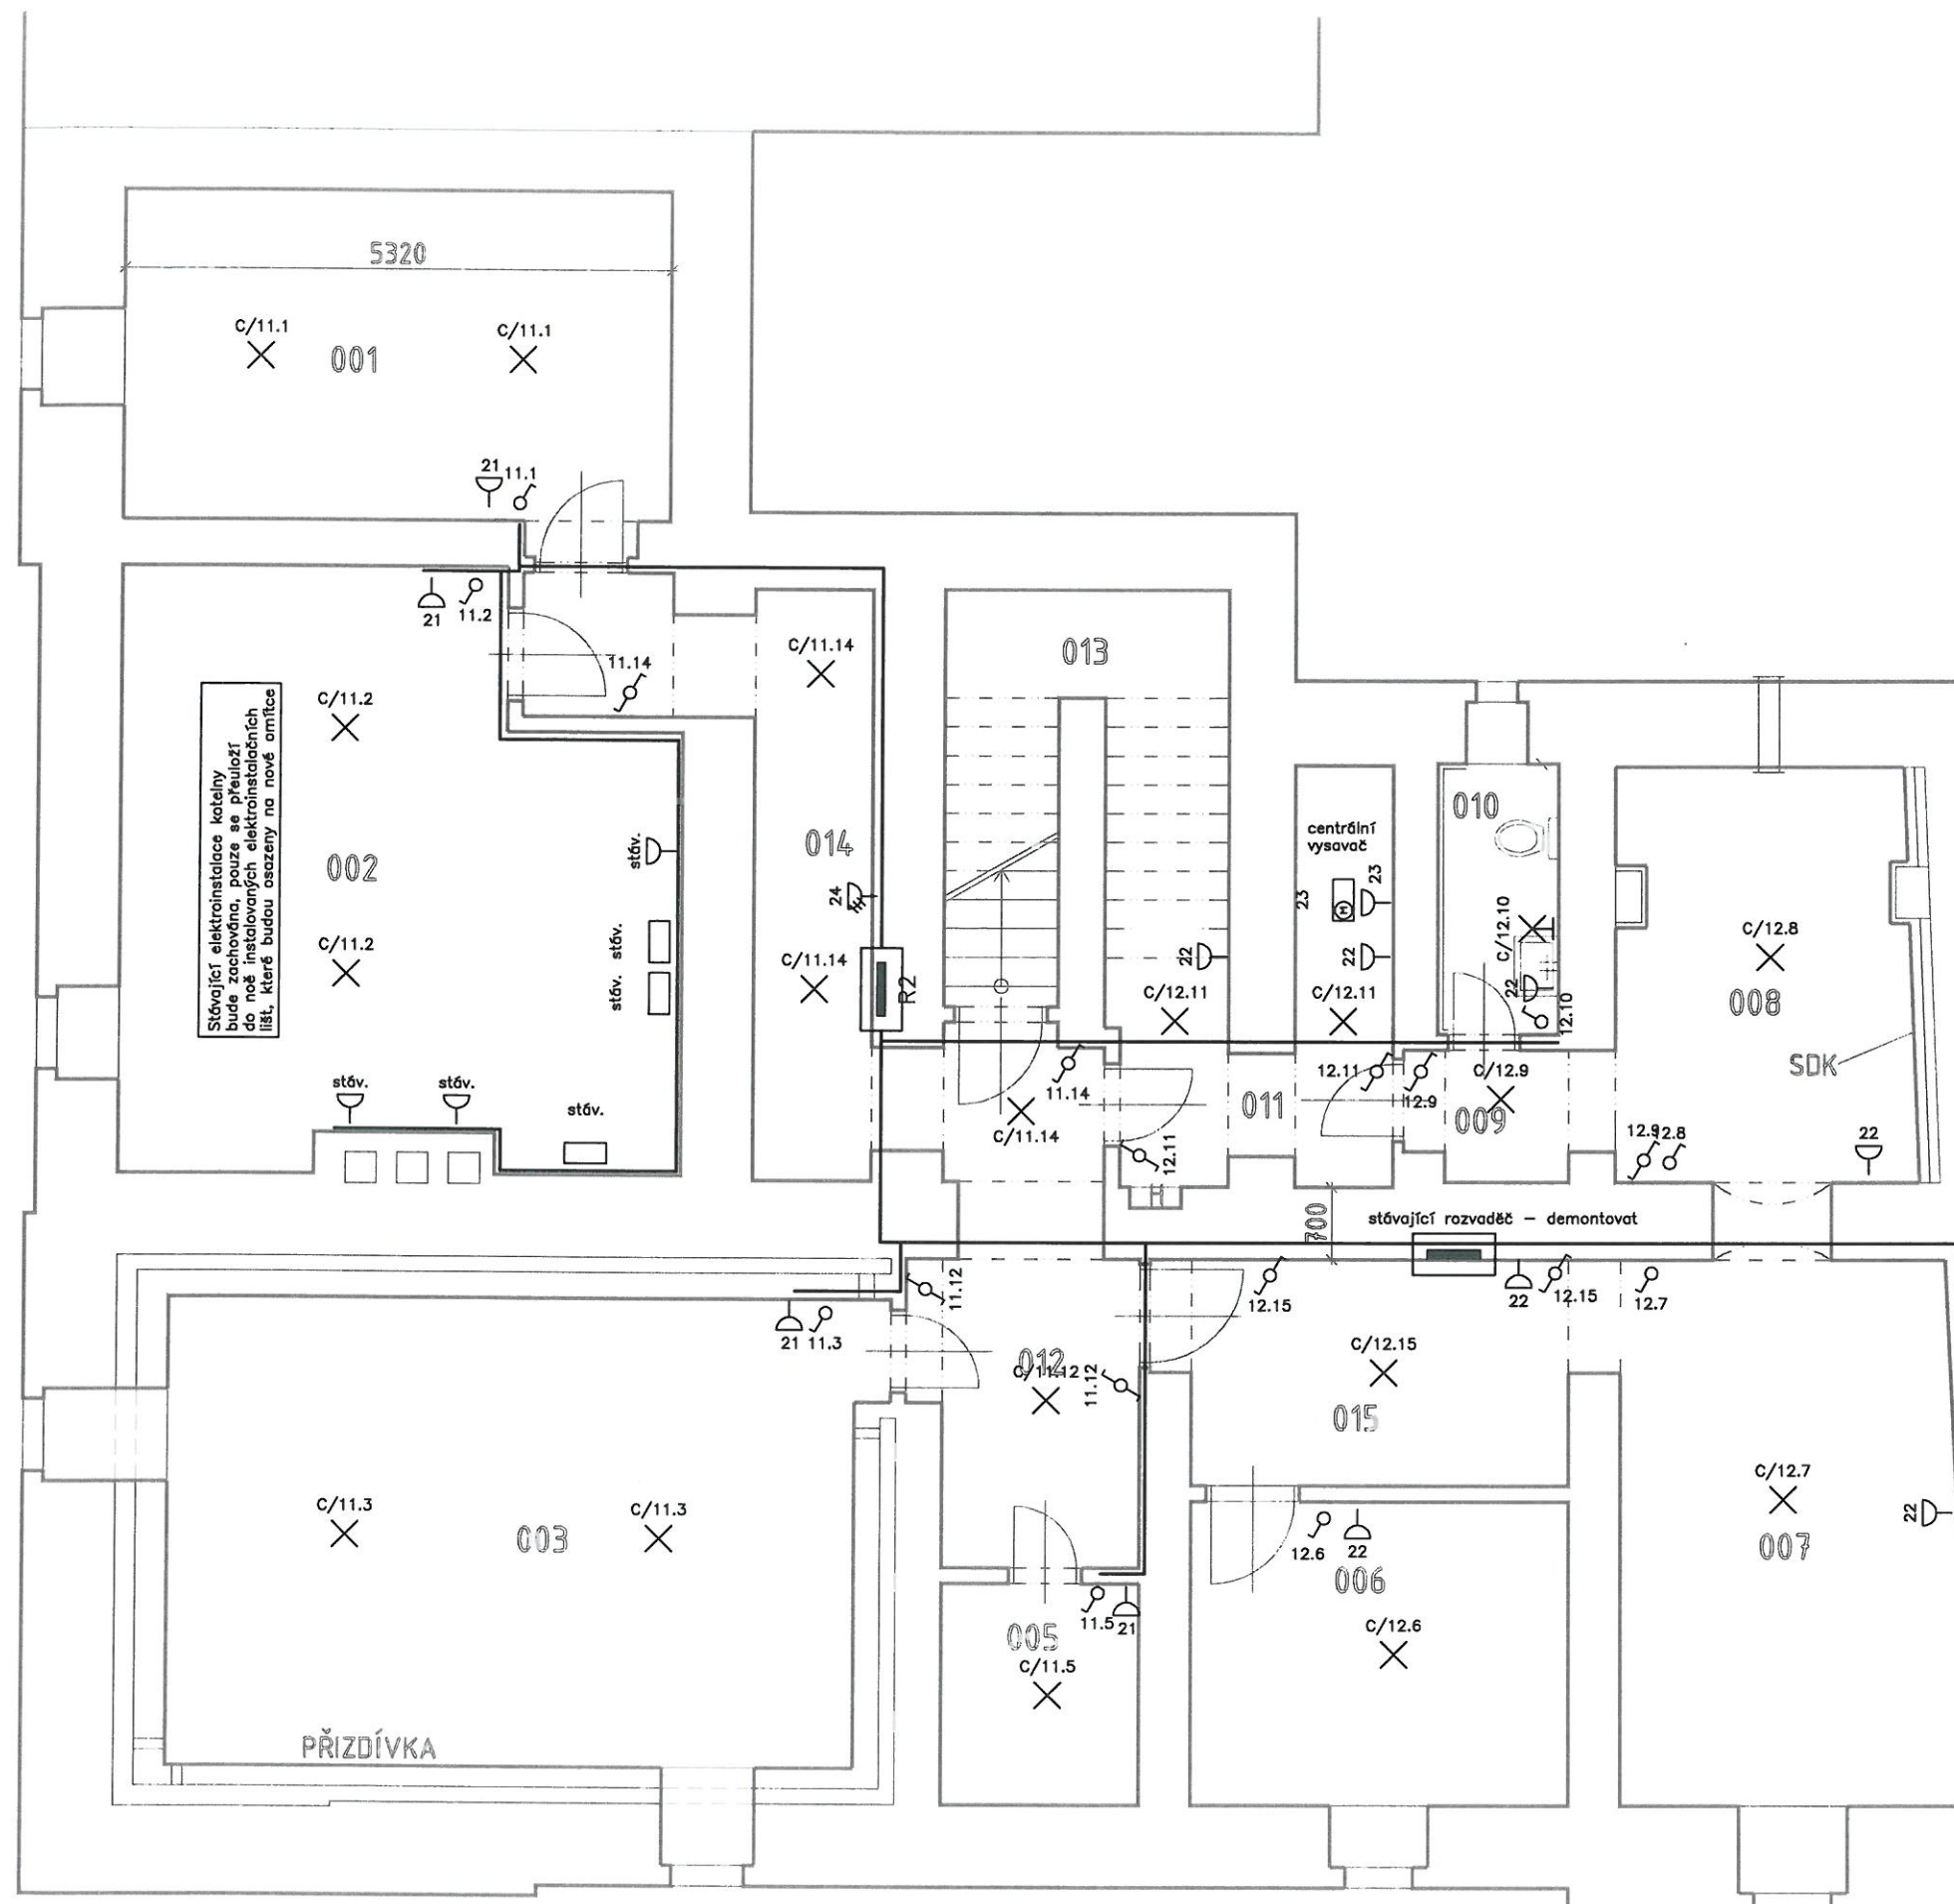 5320
C/11.1
C/11.1
001
21
11.1
21
11.2
11.14
C/11.14
013
C/11.2
Stávající elektroinstalace kotelny
bude zachována, pouze se přeuloží
do noě instalovaných elektroinstalačních
lišt, které budou osazeny na nové omítce
002
stáv.
014
24
C/11.2
stáv.
stáv.
C/11.14
R2
centrální
vysavač
23
M
23
22
22
C/12.11
C/12.11
010
C/12.10
22
12.10
C/12.8
008
SDK
stáv.
stáv.
stáv.
11.14
C/11.14
12.11
011
12.11
12.9
C/12.9
009
12.9
12.8
22
700
stávající rozvaděč – demontovat
11.12
21
11.3
012
C/11.12
11.12
12.15
22
12.15
12.7
C/12.15
015
C/11.3
003
C/11.3
12.6
22
006
C/12.7
007
22
11.5
21
005
C/11.5
C/12.6
PŘIZDÍVKA